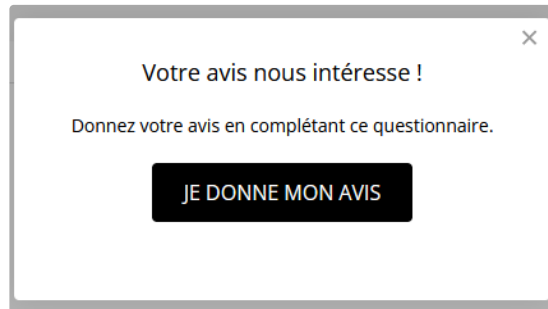 Votre avis nous intéresse !
Donnez votre avis en complétant ce questionnaire.
JE DONNE MON AVIS